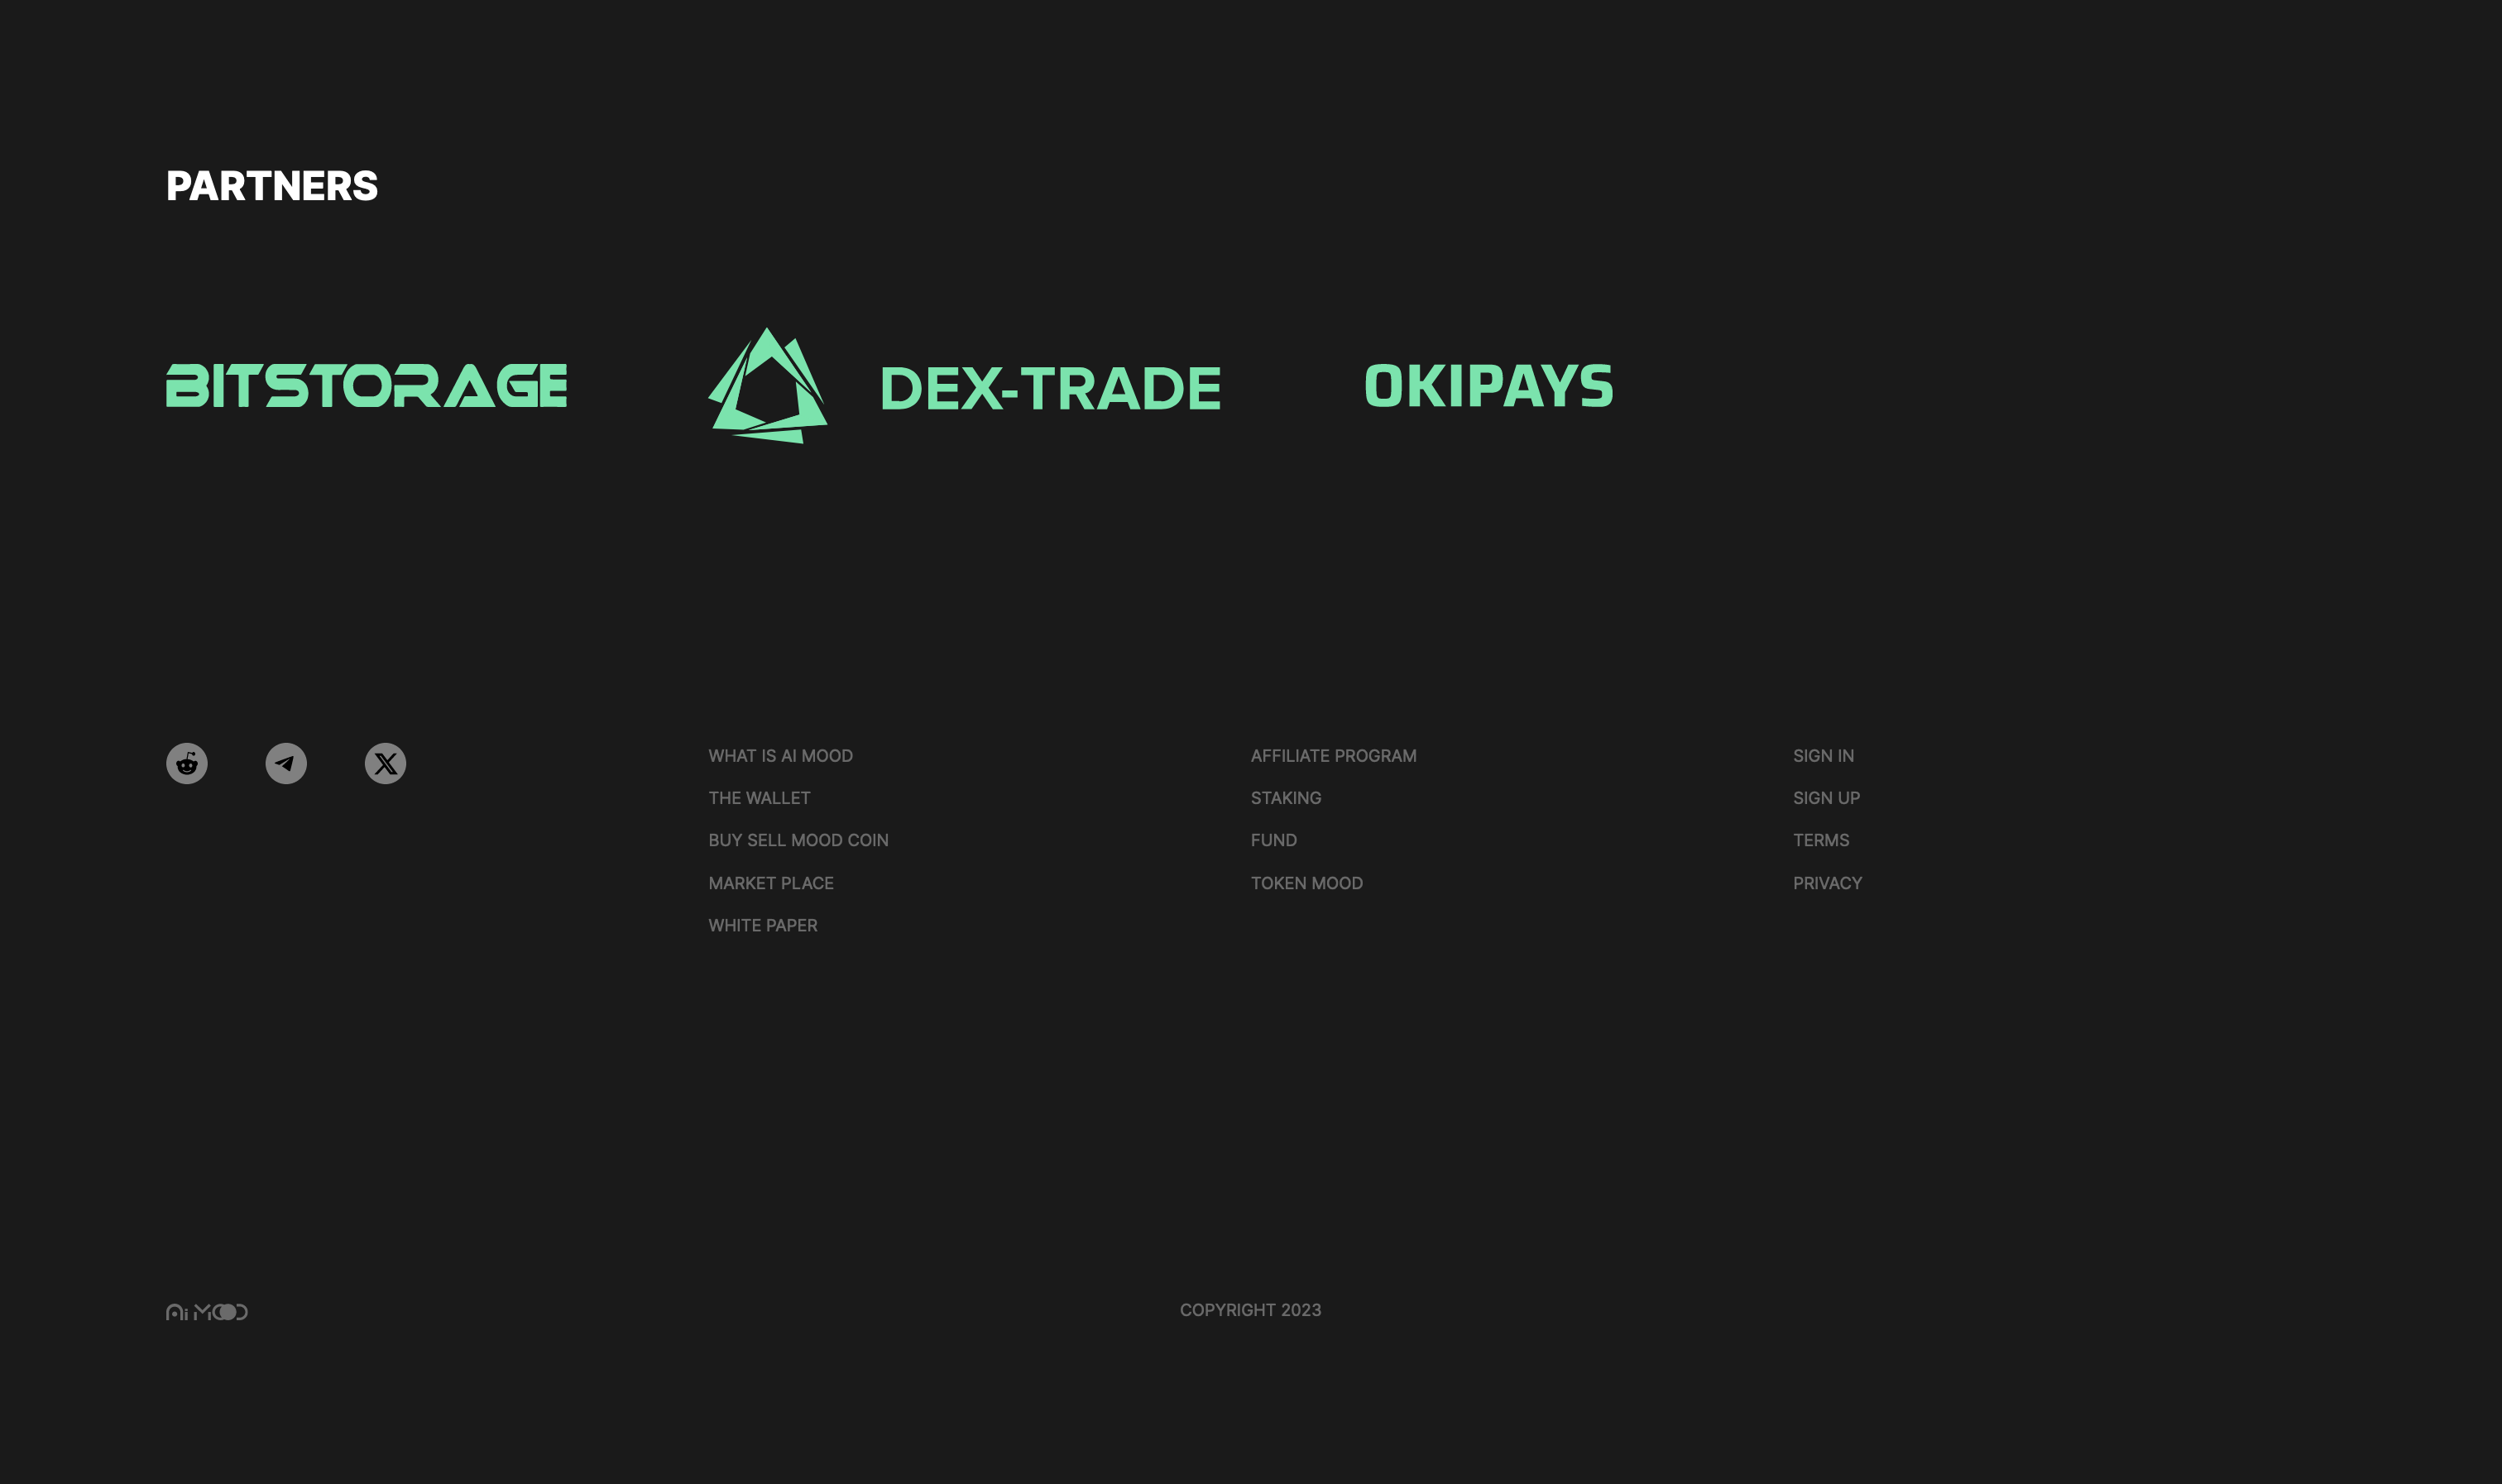 PARTNERS
BITSTORAGE
DEX-TRADE
OKIPAYS
WHAT IS AI MOOD
THE WALLET
BUY SELL MOOD COIN
MARKET PLACE
WHITE PAPER
AFFILIATE PROGRAM
STAKING
FUND
TOKEN MOOD
SIGN IN
SIGN UP
TERMS
PRIVACY
Ai MOOD
COPYRIGHT 2023